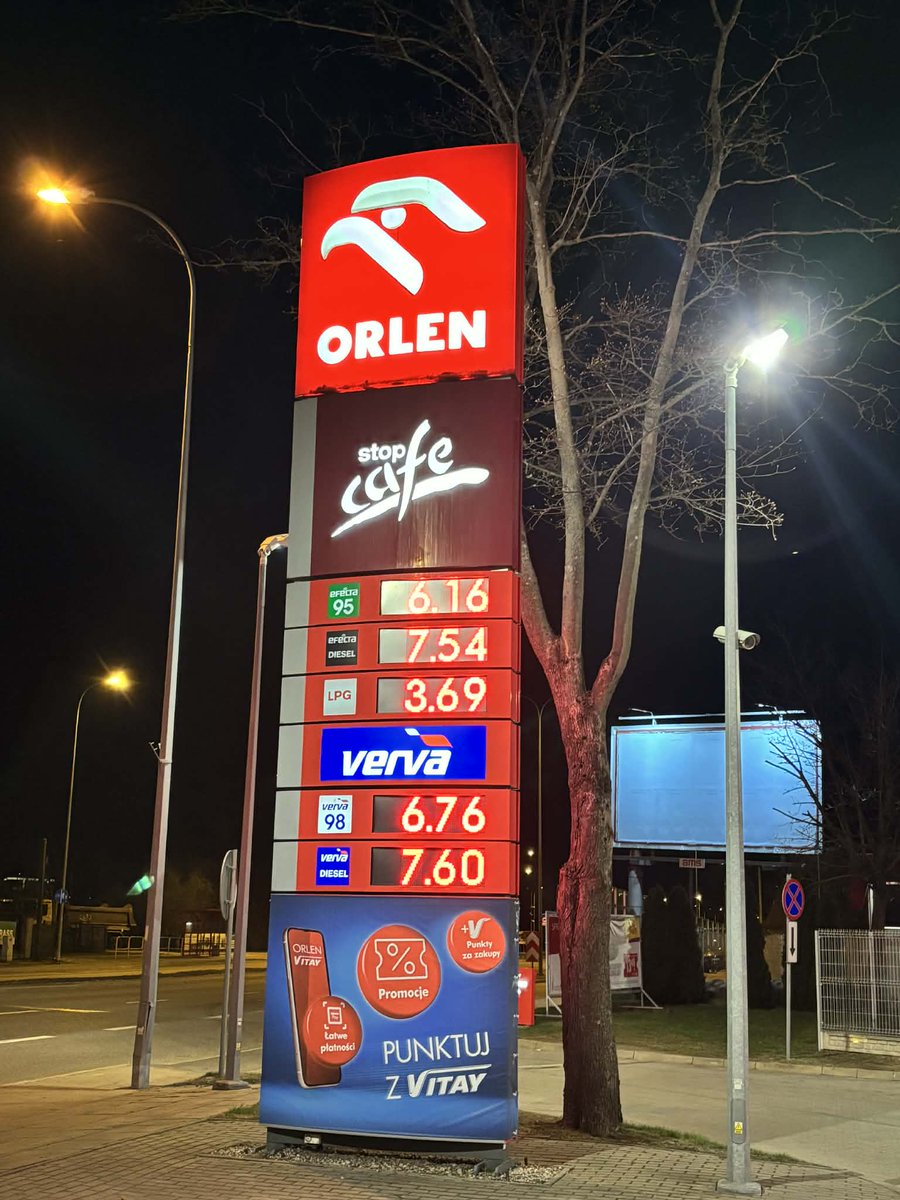 ORLEN
stop
cafe
efecta
95
6.16
efecta
DIESEL
7.54
LPG
3.69
verva
verva
98
6.76
verva
DIESEL
7.60
ORLEN
VITAY
%
Promocje
+V
Punkty
za zakupy
Łatwe
płatności
PUNKTUJ
Z VITAY
ams